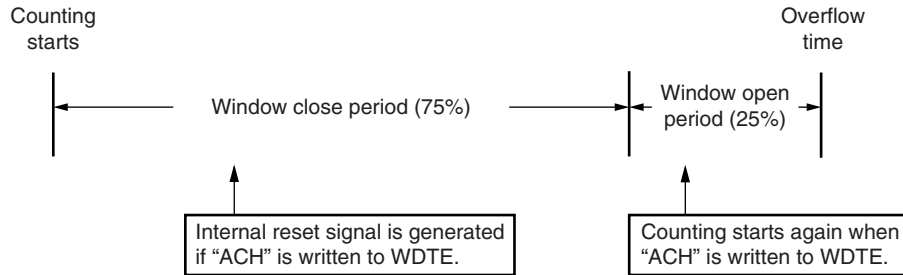 Counting
starts
Overflow
time
Window close period (75%)
Window open
period (25%)
Internal reset signal is generated
if “ACH” is written to WDTE.
Counting starts again when
“ACH” is written to WDTE.